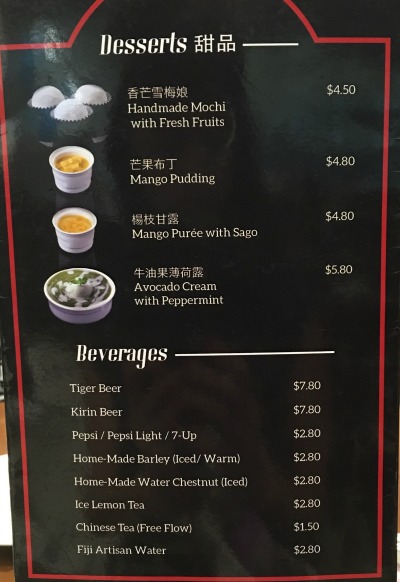 Desserts 甜品
香芒雪梅娘 $4.50
Handmade Mochi
with Fresh Fruits
芒果布丁 $4.80
Mango Pudding
楊枝甘露 $4.80
Mango Purée with Sago
牛油果薄荷露 $5.80
Avocado Cream
with Peppermint
Beverages
Tiger Beer $7.80
Kirin Beer $7.80
Pepsi / Pepsi Light / 7-Up $2.80
Home-Made Barley (Iced/ Warm) $2.80
Home-Made Water Chestnut (Iced) $2.80
Ice Lemon Tea $2.80
Chinese Tea (Free Flow) $1.50
Fiji Artisan Water $2.80